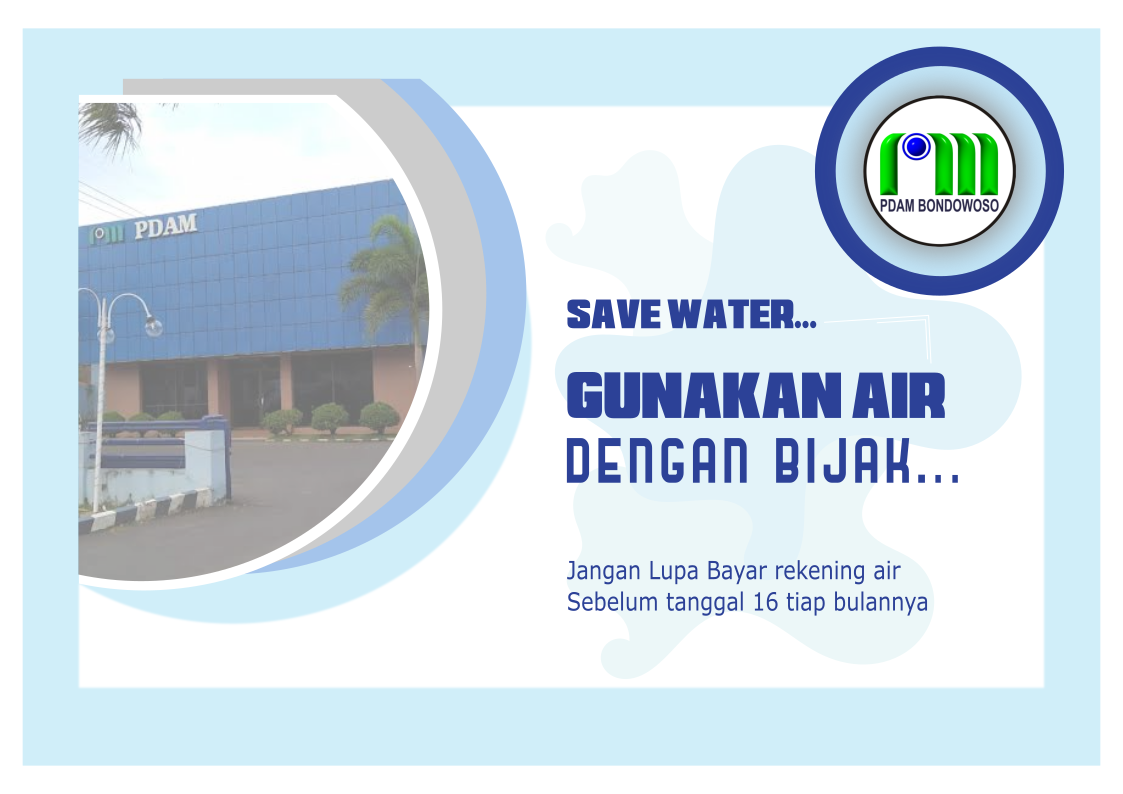 PDAM
PDAM BONDOWOSO
SAVE WATER...
GUNAKAN AIR
DENGAN BIJAK...
Jangan Lupa Bayar rekening air
Sebelum tanggal 16 tiap bulannya